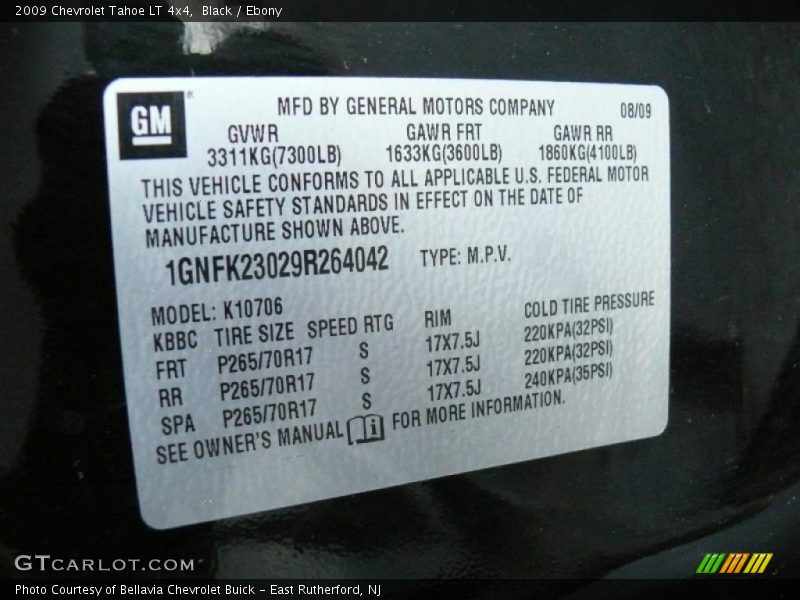 2009 Chevrolet Tahoe LT 4x4, Black / Ebony
GM®
MFD BY GENERAL MOTORS COMPANY 08/09
GVWR GAWR FRT GAWR RR
3311KG(7300LB) 1633KG(3600LB) 1860KG(4100LB)
THIS VEHICLE CONFORMS TO ALL APPLICABLE U.S. FEDERAL MOTOR
VEHICLE SAFETY STANDARDS IN EFFECT ON THE DATE OF
MANUFACTURE SHOWN ABOVE.
1GNFK23029R264042 TYPE: M.P.V.
MODEL: K10706
KBBC TIRE SIZE SPEED RTG RIM COLD TIRE PRESSURE
FRT P265/70R17 S 17X7.5J 220KPA(32PSI)
RR P265/70R17 S 17X7.5J 220KPA(32PSI)
SPA P265/70R17 S 17X7.5J 240KPA(35PSI)
SEE OWNER'S MANUAL i FOR MORE INFORMATION.
GTCARLOT.COM
Photo Courtesy of Bellavia Chevrolet Buick - East Rutherford, NJ